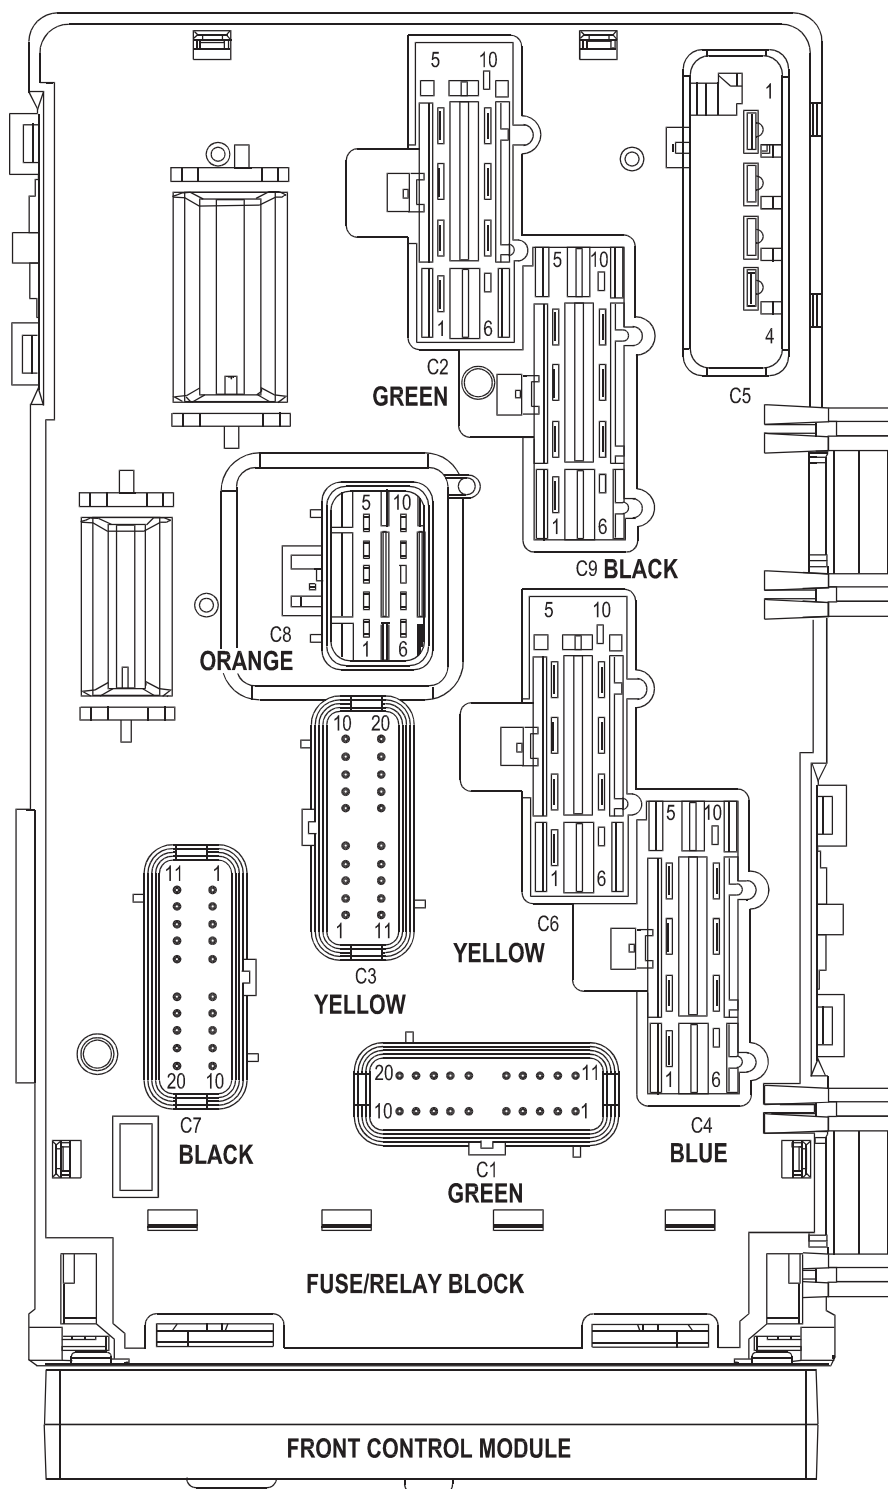 5 10
1
1 6
C2
GREEN
5 10
4
C5
1 6
C9 BLACK
5 10
1 6
C8
ORANGE
5 10
1 6
C6
YELLOW
10 20
1 11
C3
YELLOW
5 10
1 6
C4
BLUE
11 1
20 10
C7
BLACK
20 11
10 1
C1
GREEN
FUSE/RELAY BLOCK
FRONT CONTROL MODULE